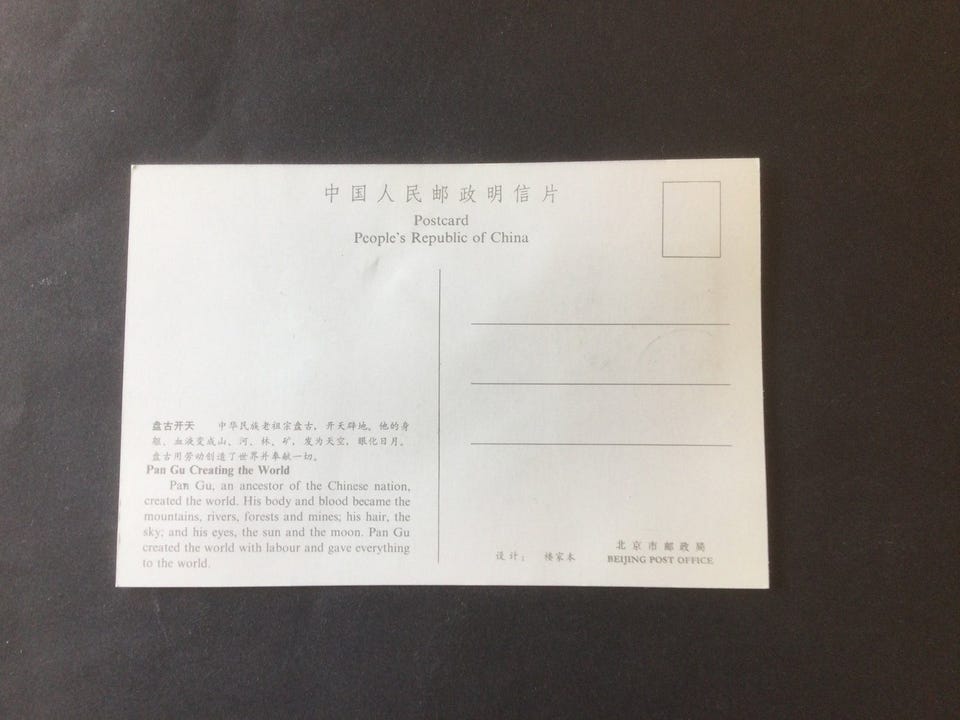 中国人民邮政明信片
Postcard
People's Republic of China
盘古开天 中华民族老祖宗盘古,开天辟地。他的身
躯、血液变成山、河、林、矿,发为天空,眼化日月。
盘古用劳动创造了世界并奉献一切。
Pan Gu Creating the World
Pan Gu, an ancestor of the Chinese nation,
created the world. His body and blood became the
mountains, rivers, forests and mines; his hair, the
sky; and his eyes, the sun and the moon. Pan Gu
created the world with labour and gave everything
to the world.
设计: 楼家本
北京市邮政局
BEIJING POST OFFICE